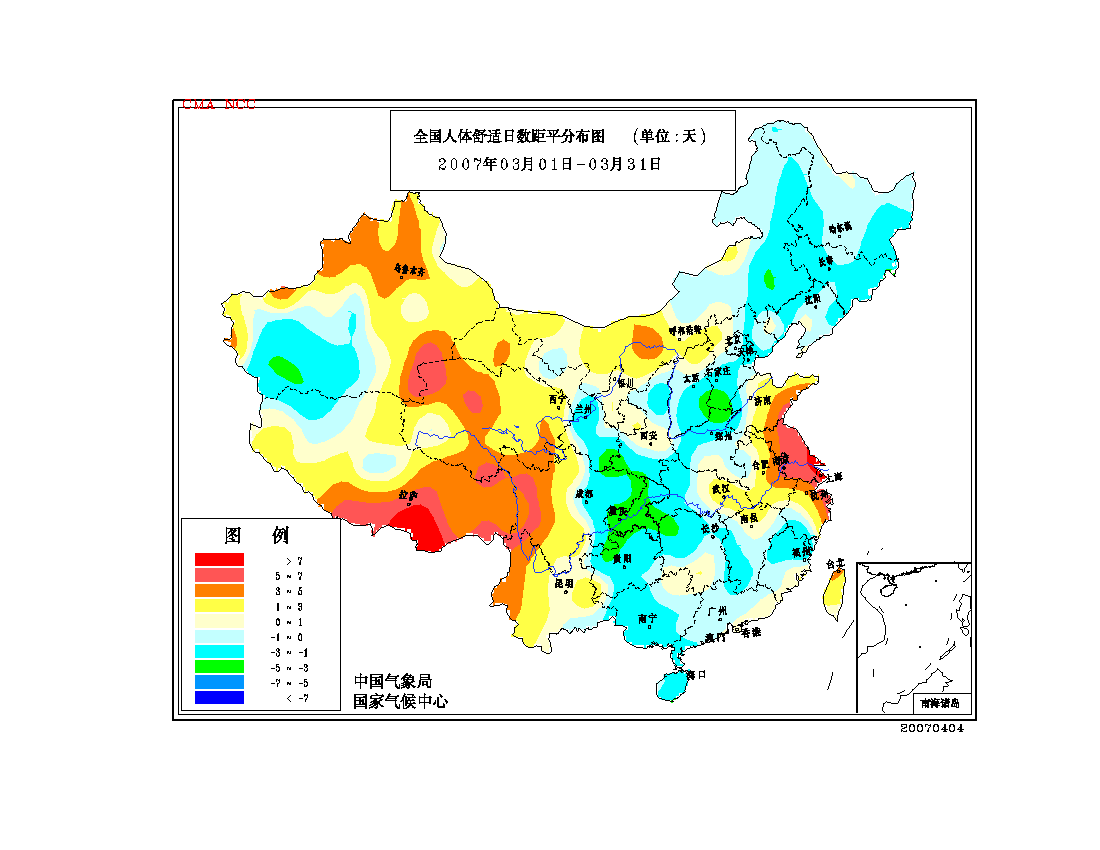 CMA NCC
全国人体舒适日数距平分布图 (单位:天)
2007年03月01日-03月31日
哈尔滨
长春
乌鲁木齐
沈阳
呼和浩特
北京
天津
银川
太原
石家庄
济南
西宁
兰州
西安
郑州
合肥
南京
上海
拉萨
成都
武汉
杭州
重庆
南昌
长沙
贵阳
福州
台北
昆明
南宁
广州
澳门
香港
海口
图 例
> 7
5 ~ 7
3 ~ 5
1 ~ 3
0 ~ 1
-1 ~ 0
-3 ~ -1
-5 ~ -3
-7 ~ -5
< -7
中国气象局
国家气候中心
南海诸岛
20070404